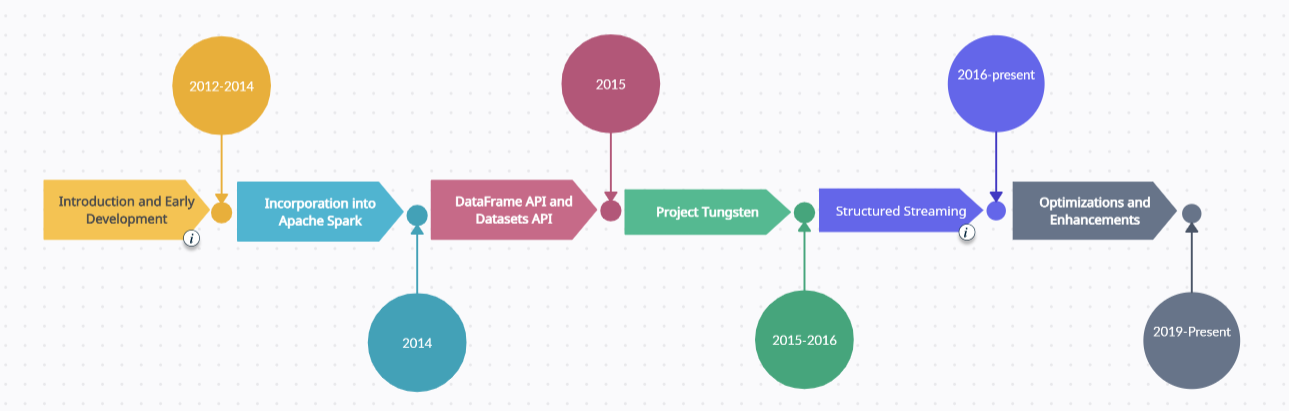 2012-2014
2015
2016-present
Introduction and Early
Development
i
Incorporation into
Apache Spark
DataFrame API and
Datasets API
Project Tungsten
Structured Streaming
i
Optimizations and
Enhancements
2014
2015-2016
2019-Present